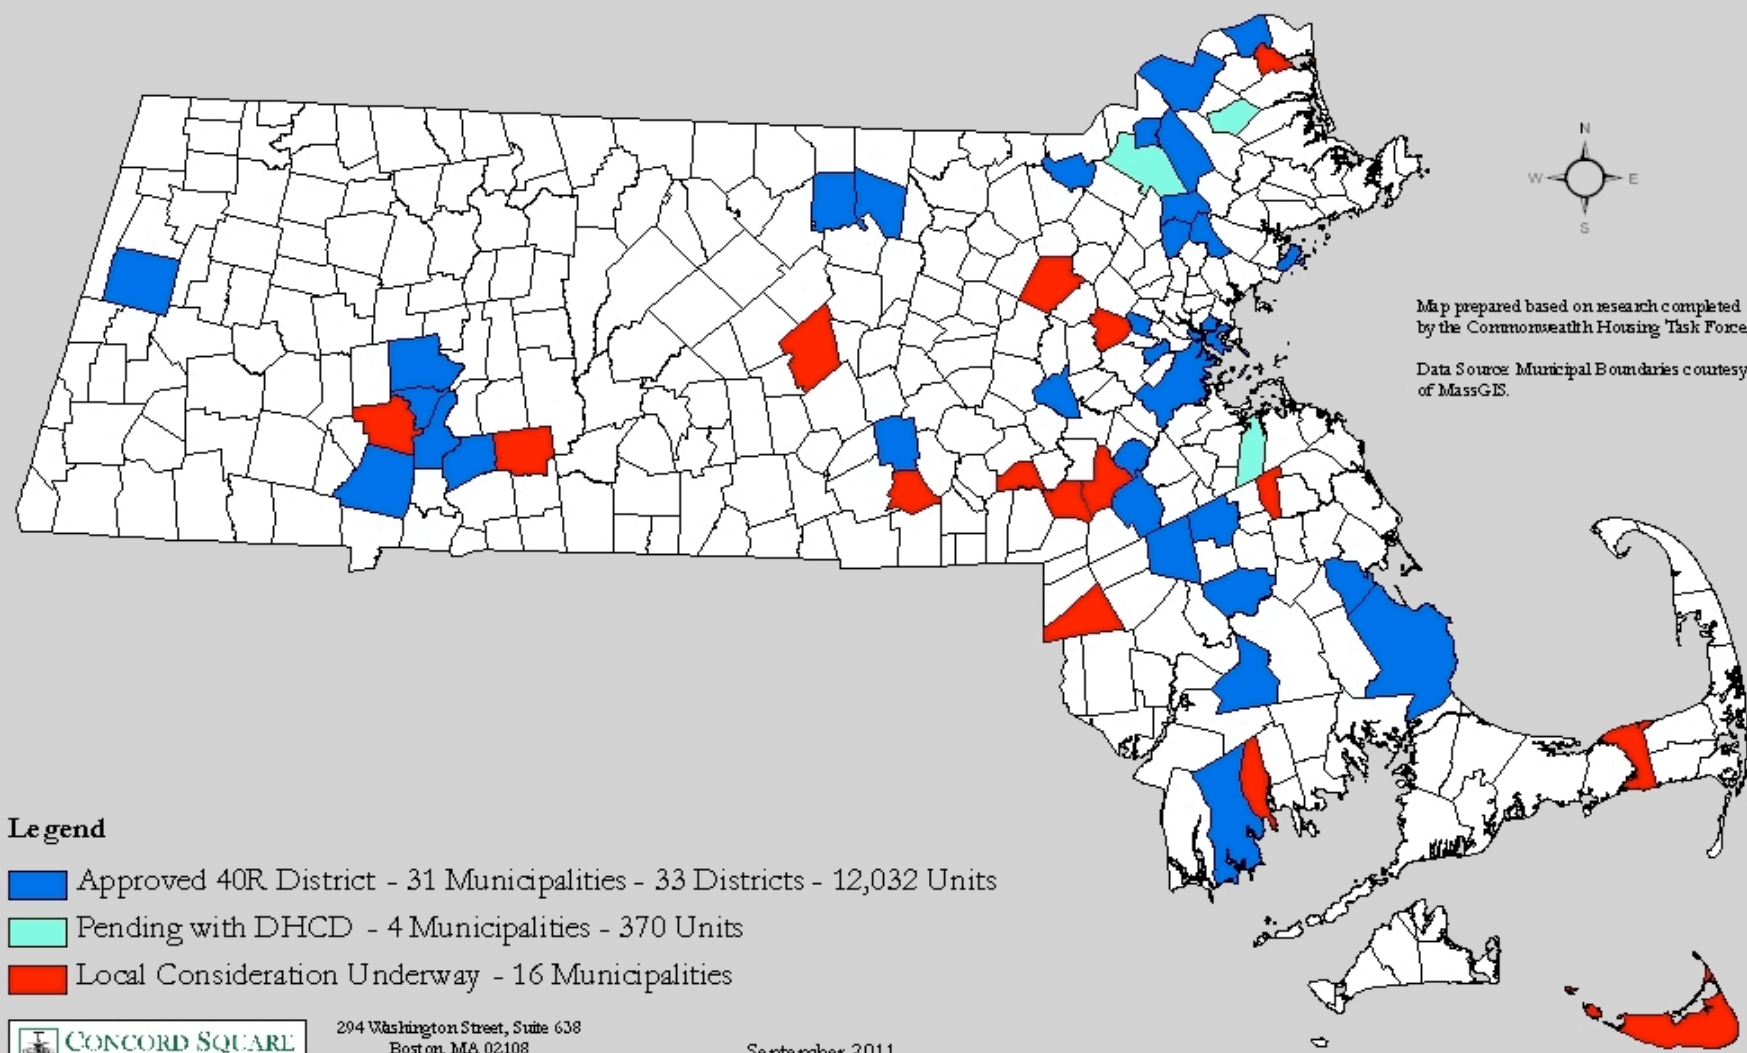 N
W
E
S
Map prepared based on research completed
by the Commonwealth Housing Task Force
Data Source: Municipal Boundaries courtesy
of MassGIS.
Legend
Approved 40R District - 31 Municipalities - 33 Districts - 12,032 Units
Pending with DHCD - 4 Municipalities - 370 Units
Local Consideration Underway - 16 Municipalities
CONCORD SQUARE
294 Washington Street, Suite 638
Boston, MA 02108
September 2011